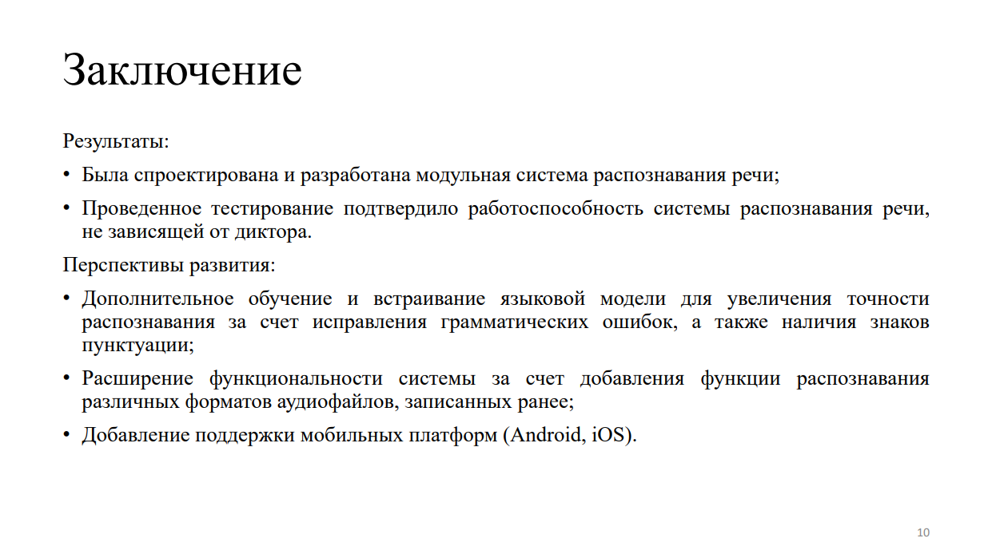 Заключение
Результаты:
• Была спроектирована и разработана модульная система распознавания речи;
• Проведенное тестирование подтвердило работоспособность системы распознавания речи,
не зависящей от диктора.
Перспективы развития:
• Дополнительное обучение и встраивание языковой модели для увеличения точности
распознавания за счет исправления грамматических ошибок, а также наличия знаков
пунктуации;
• Расширение функциональности системы за счет добавления функции распознавания
различных форматов аудиофайлов, записанных ранее;
• Добавление поддержки мобильных платформ (Android, iOS).
10